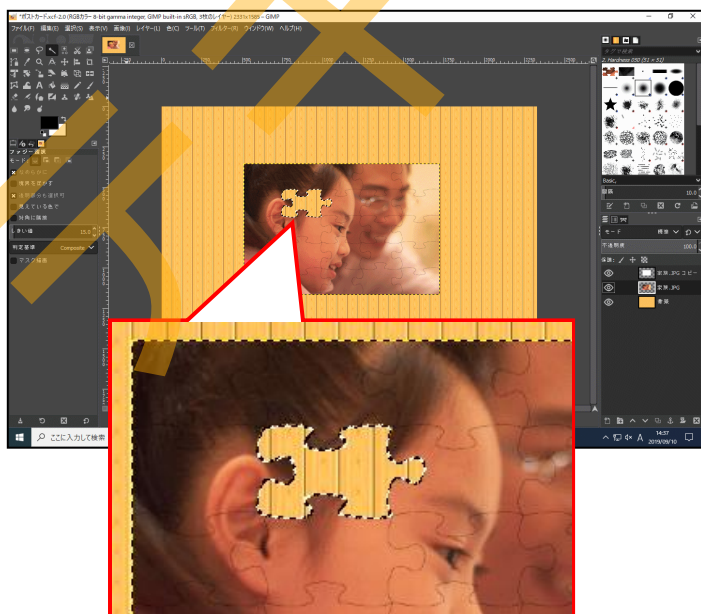 *ポストカード.xcf-2.0 (RGBカラー 8-bit gamma integer, GIMP built-in sRGB, 3枚のレイヤー) 2331x1583 – GIMP
ファイル(F) 編集(E) 選択(S) 表示(V) 画像(I) レイヤー(L) 色(C) ツール(T) フィルター(R) ウィンドウ(W) ヘルプ(H)
タグで検索
2. Hardness 050 (51 × 51)
ファジー選択
モード:
なめらかに
境界をぼかす
見えている色で
対角に隣接
しきい値 15.0
判定基準 Composite
マスク描画
Basic,
間隔 10.0
モード 標準
不透明度 100.0
保護:
家族.JPG コピー
家族.JPG
背景
ここに入力して検索
A
14:37
2019/09/10